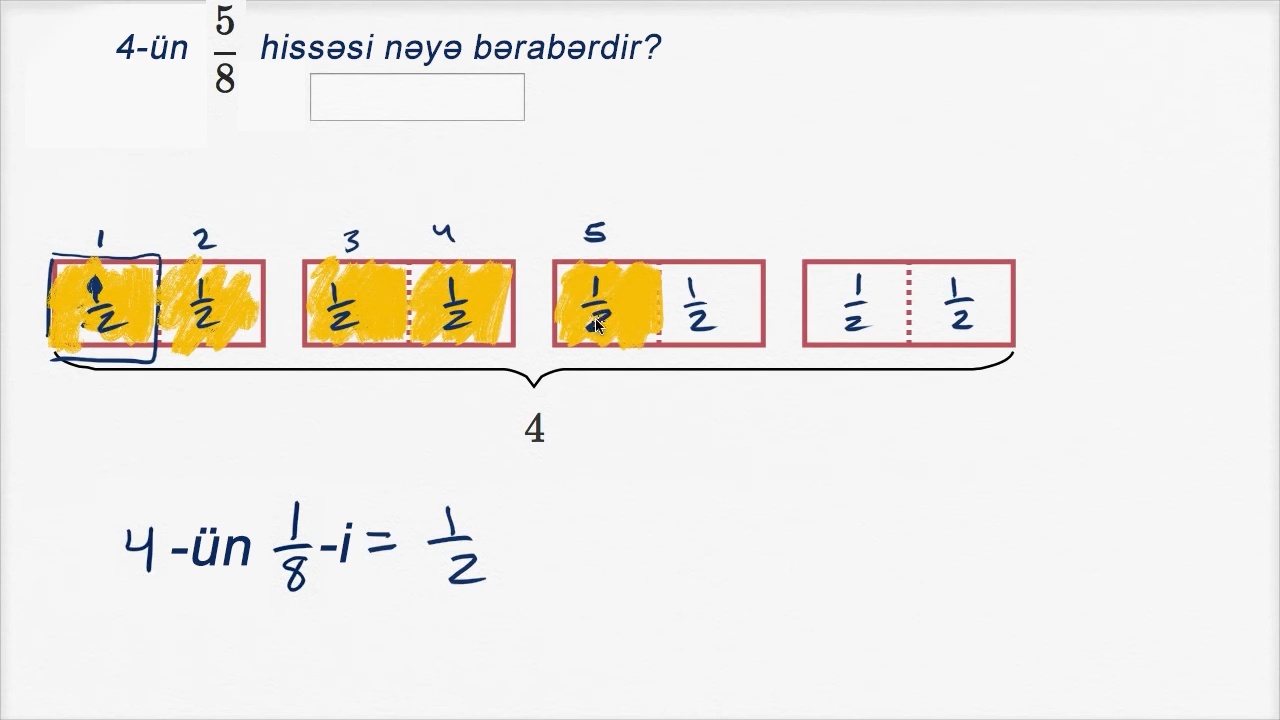 4-ün 5/8 hissəsi nəyə bərabərdir?
1 2 3 4 5
1/2 1/2 1/2 1/2 1/2 1/2 1/2 1/2
4
4-ün 1/8-i = 1/2